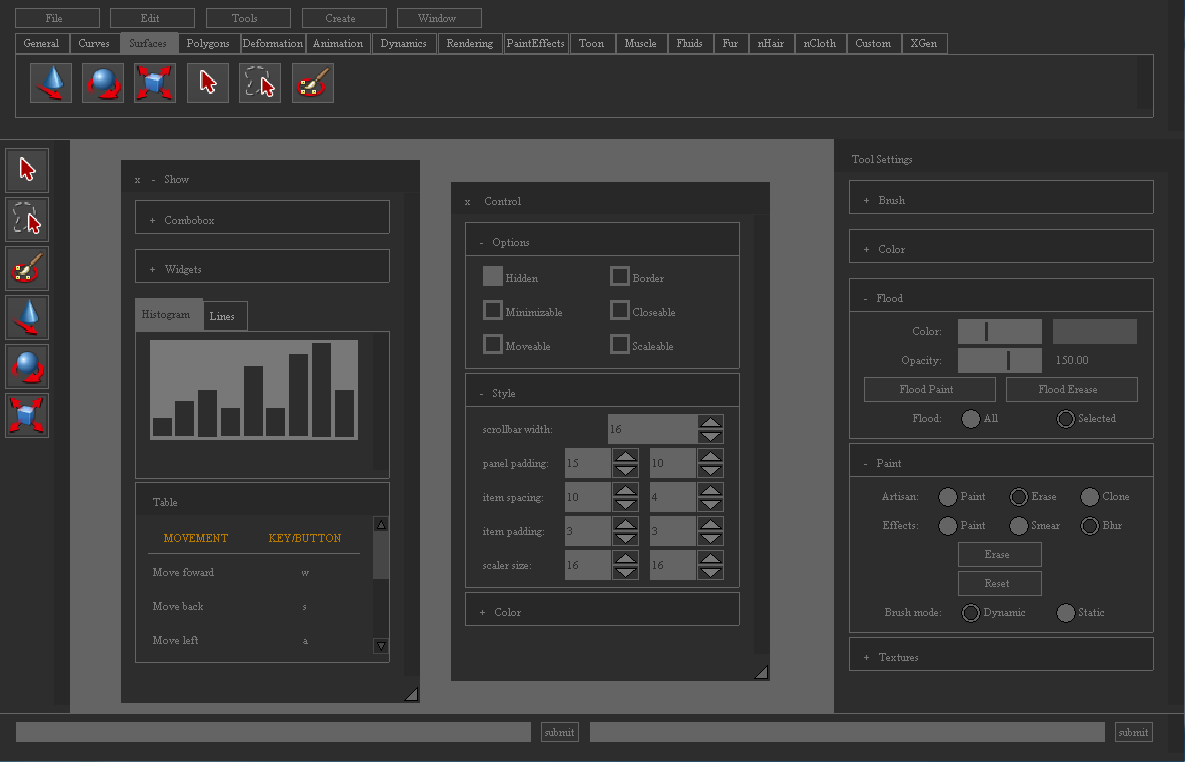 File Edit Tools Create Window
General Curves Surfaces Polygons Deformation Animation Dynamics Rendering PaintEffects Toon Muscle Fluids Fur nHair nCloth Custom XGen
x - Show
+ Combobox
+ Widgets
Histogram Lines
Table
MOVEMENT KEY/BUTTON
Move foward w
Move back s
Move left a
x Control
- Options
Hidden Border
Minimizable Closeable
Moveable Scaleable
- Style
scrollbar width: 16
panel padding: 15 10
item spacing: 10 4
item padding: 3 3
scaler size: 16 16
+ Color
Tool Settings
+ Brush
+ Color
- Flood
Color:
Opacity: 150.00
Flood Paint Flood Erease
Flood: All Selected
- Paint
Artisan: Paint Erase Clone
Effects: Paint Smear Blur
Erase
Reset
Brush mode: Dynamic Static
+ Textures
submit submit